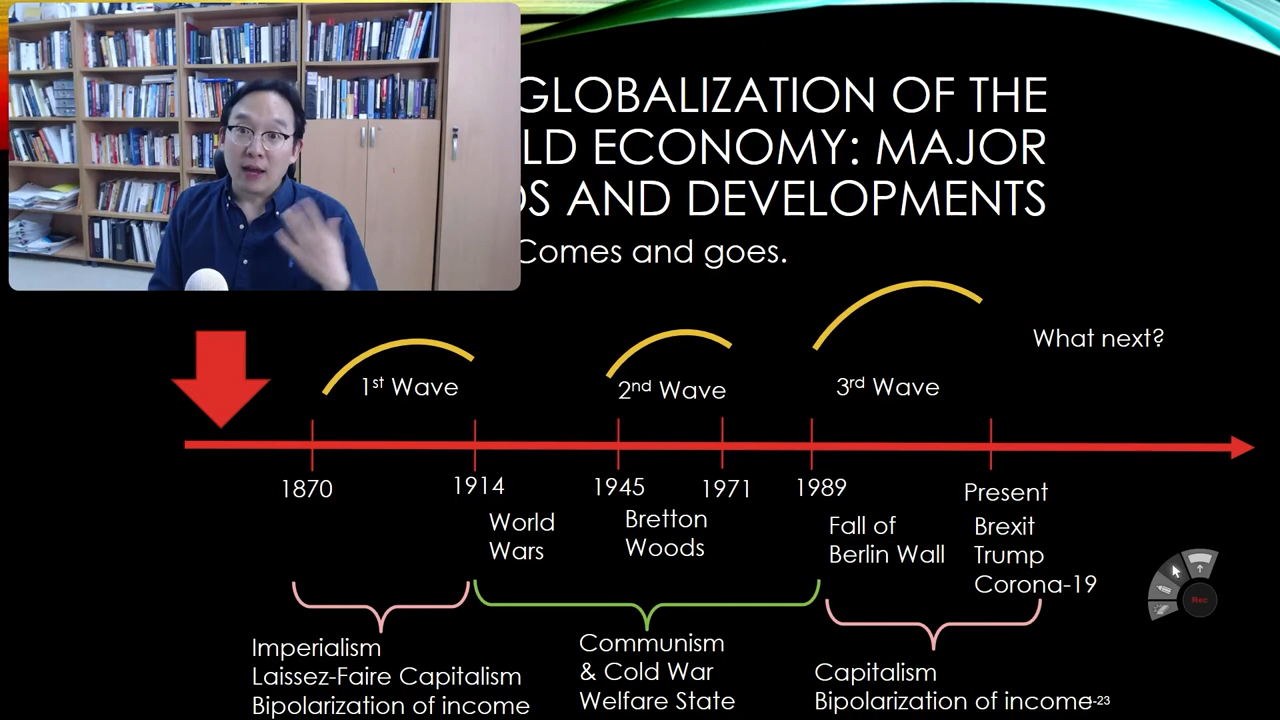 GLOBALIZATION OF THE
LD ECONOMY: MAJOR
DS AND DEVELOPMENTS
Comes and goes.
What next?
1st Wave
2nd Wave
3rd Wave
1870
1914
1945
1971
1989
Present
World
Wars
Bretton
Woods
Fall of
Berlin Wall
Brexit
Trump
Corona-19
Rec
Imperialism
Laissez-Faire Capitalism
Bipolarization of income
Communism
& Cold War
Welfare State
Capitalism
Bipolarization of income
-23